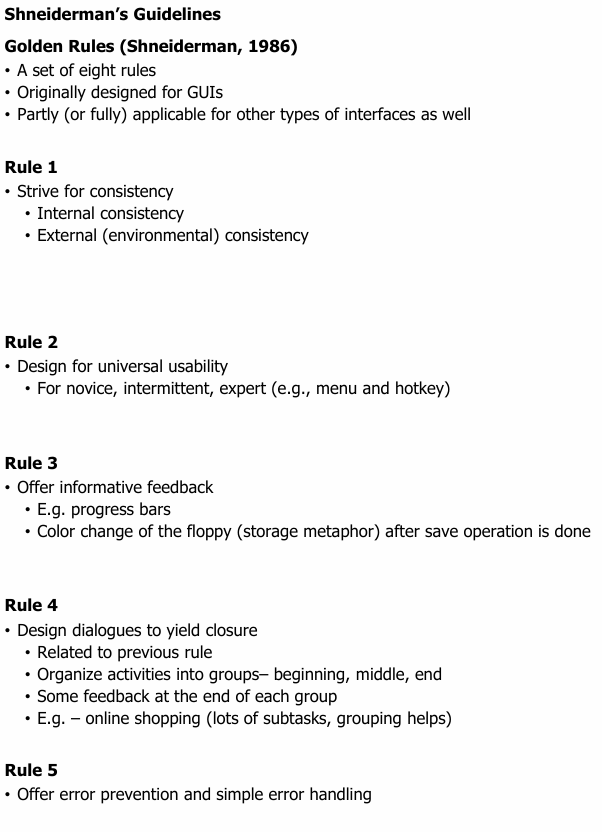 Shneiderman’s Guidelines
Golden Rules (Shneiderman, 1986)
• A set of eight rules
• Originally designed for GUIs
• Partly (or fully) applicable for other types of interfaces as well
Rule 1
• Strive for consistency
• Internal consistency
• External (environmental) consistency
Rule 2
• Design for universal usability
• For novice, intermittent, expert (e.g., menu and hotkey)
Rule 3
• Offer informative feedback
• E.g. progress bars
• Color change of the floppy (storage metaphor) after save operation is done
Rule 4
• Design dialogues to yield closure
• Related to previous rule
• Organize activities into groups– beginning, middle, end
• Some feedback at the end of each group
• E.g. – online shopping (lots of subtasks, grouping helps)
Rule 5
• Offer error prevention and simple error handling